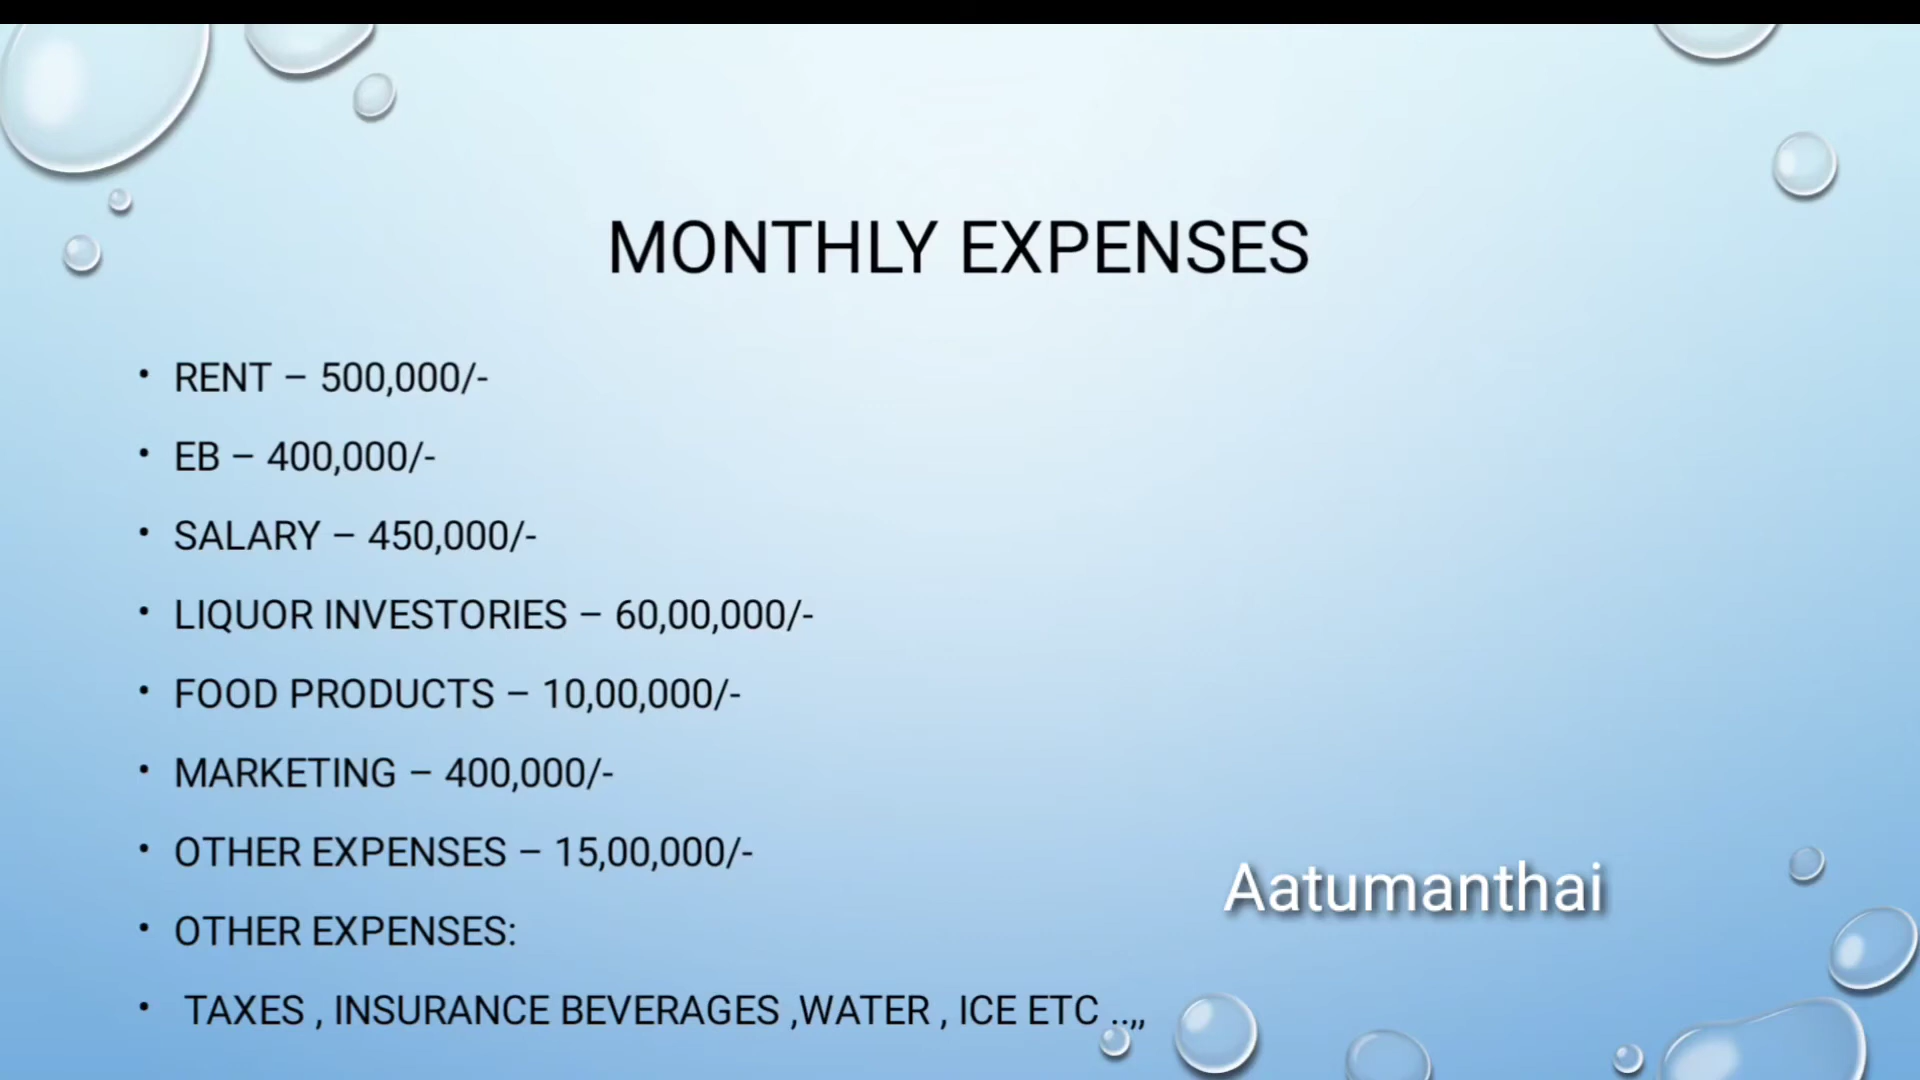 MONTHLY EXPENSES
• RENT – 500,000/-
• EB – 400,000/-
• SALARY – 450,000/-
• LIQUOR INVESTORIES – 60,00,000/-
• FOOD PRODUCTS – 10,00,000/-
• MARKETING – 400,000/-
• OTHER EXPENSES – 15,00,000/-
• OTHER EXPENSES:
• TAXES , INSURANCE BEVERAGES ,WATER , ICE ETC ..,,
Aatumanthai